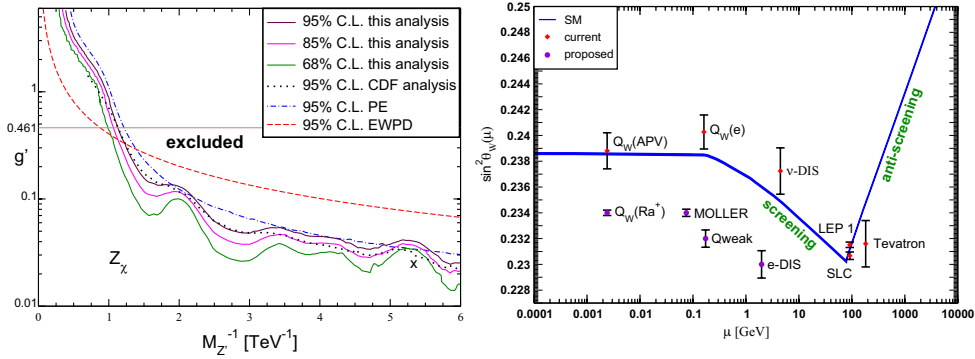 95% C.L. this analysis
85% C.L. this analysis
68% C.L. this analysis
95% C.L. CDF analysis
95% C.L. PE
95% C.L. EWPD
1
0.461
g'
0.1
0.01
excluded
Zχ
x
0 1 2 3 4 5 6
M_Z'^-1 [TeV^-1]
SM
current
proposed
0.25
0.248
0.246
0.244
0.242
0.24
0.238
0.236
0.234
0.232
0.23
0.228
sin²θ_W(μ)
Q_W(APV)
Q_W(e)
ν-DIS
Q_W(Ra⁺)
MOLLER
Qweak
e-DIS
screening
anti-screening
LEP 1
SLC
Tevatron
0.0001 0.001 0.01 0.1 1 10 100 1000 10000
μ [GeV]